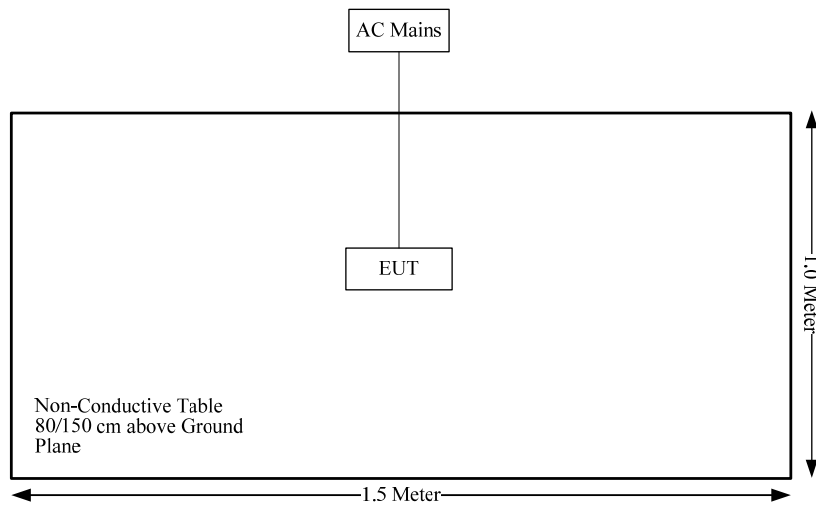 AC Mains
EUT
1.0 Meter
Non-Conductive Table
80/150 cm above Ground
Plane
1.5 Meter